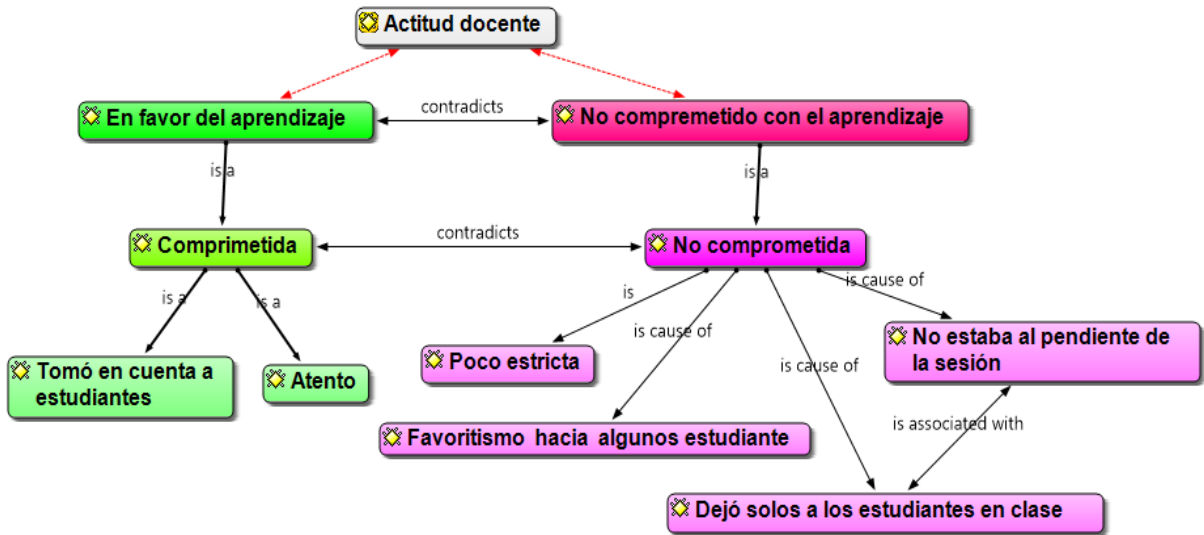 Actitud docente
En favor del aprendizaje
contradicts
No compremetido con el aprendizaje
is a
is a
Comprimetida
contradicts
No comprometida
is a
is a
is
is cause of
is cause of
is cause of
Tomó en cuenta a
estudiantes
Atento
Poco estricta
No estaba al pendiente de
la sesión
Favoritismo hacia algunos estudiante
is associated with
Dejó solos a los estudiantes en clase